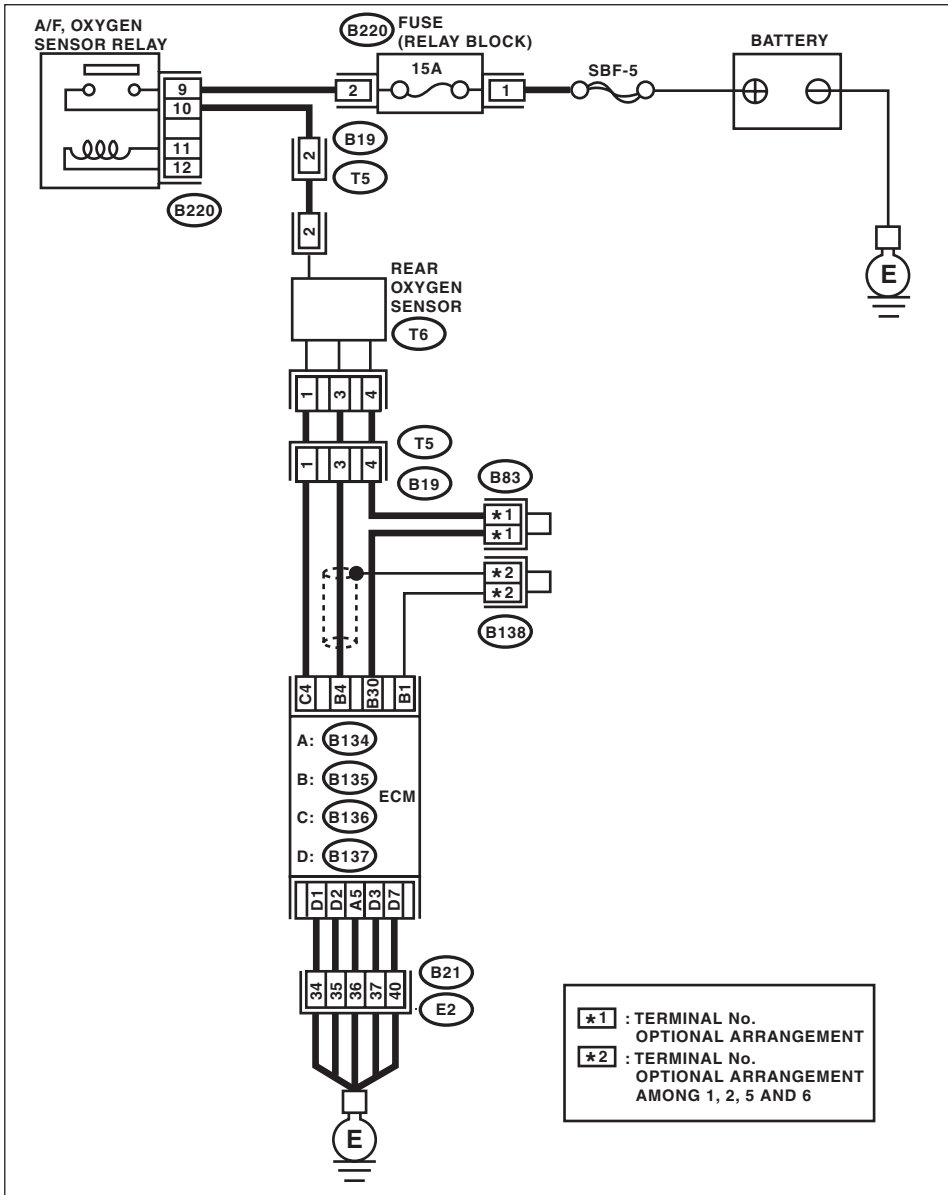 A/F, OXYGEN
SENSOR RELAY
B220
FUSE
(RELAY BLOCK)
15A
SBF-5
BATTERY
9
10
11
12
2
1
B220
2
B19
T5
2
E
REAR
OXYGEN
SENSOR
T6
1 3 4
1 3 4
T5
B19
B83
*1
*1
*2
*2
B138
C4 B4 B30 B1
A: B134
B: B135
ECM
C: B136
D: B137
D1 D2 A5 D3 D7
34 35 36 37 40
B21
E2
E
*1 : TERMINAL No.
OPTIONAL ARRANGEMENT
*2 : TERMINAL No.
OPTIONAL ARRANGEMENT
AMONG 1, 2, 5 AND 6